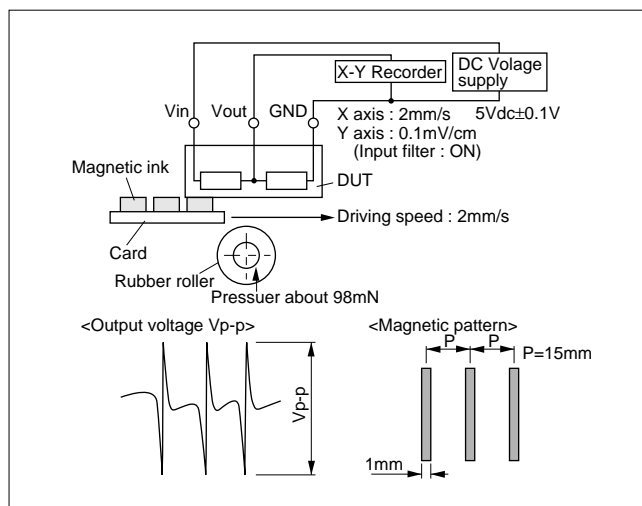 DC Volage
supply
X-Y Recorder
Vin
Vout
GND
X axis : 2mm/s
Y axis : 0.1mV/cm
(Input filter : ON)
5Vdc±0.1V
Magnetic ink
DUT
Driving speed : 2mm/s
Card
Rubber roller
Pressuer about 98mN
<Output voltage Vp-p>
Vp-p
<Magnetic pattern>
P
P
P=15mm
1mm